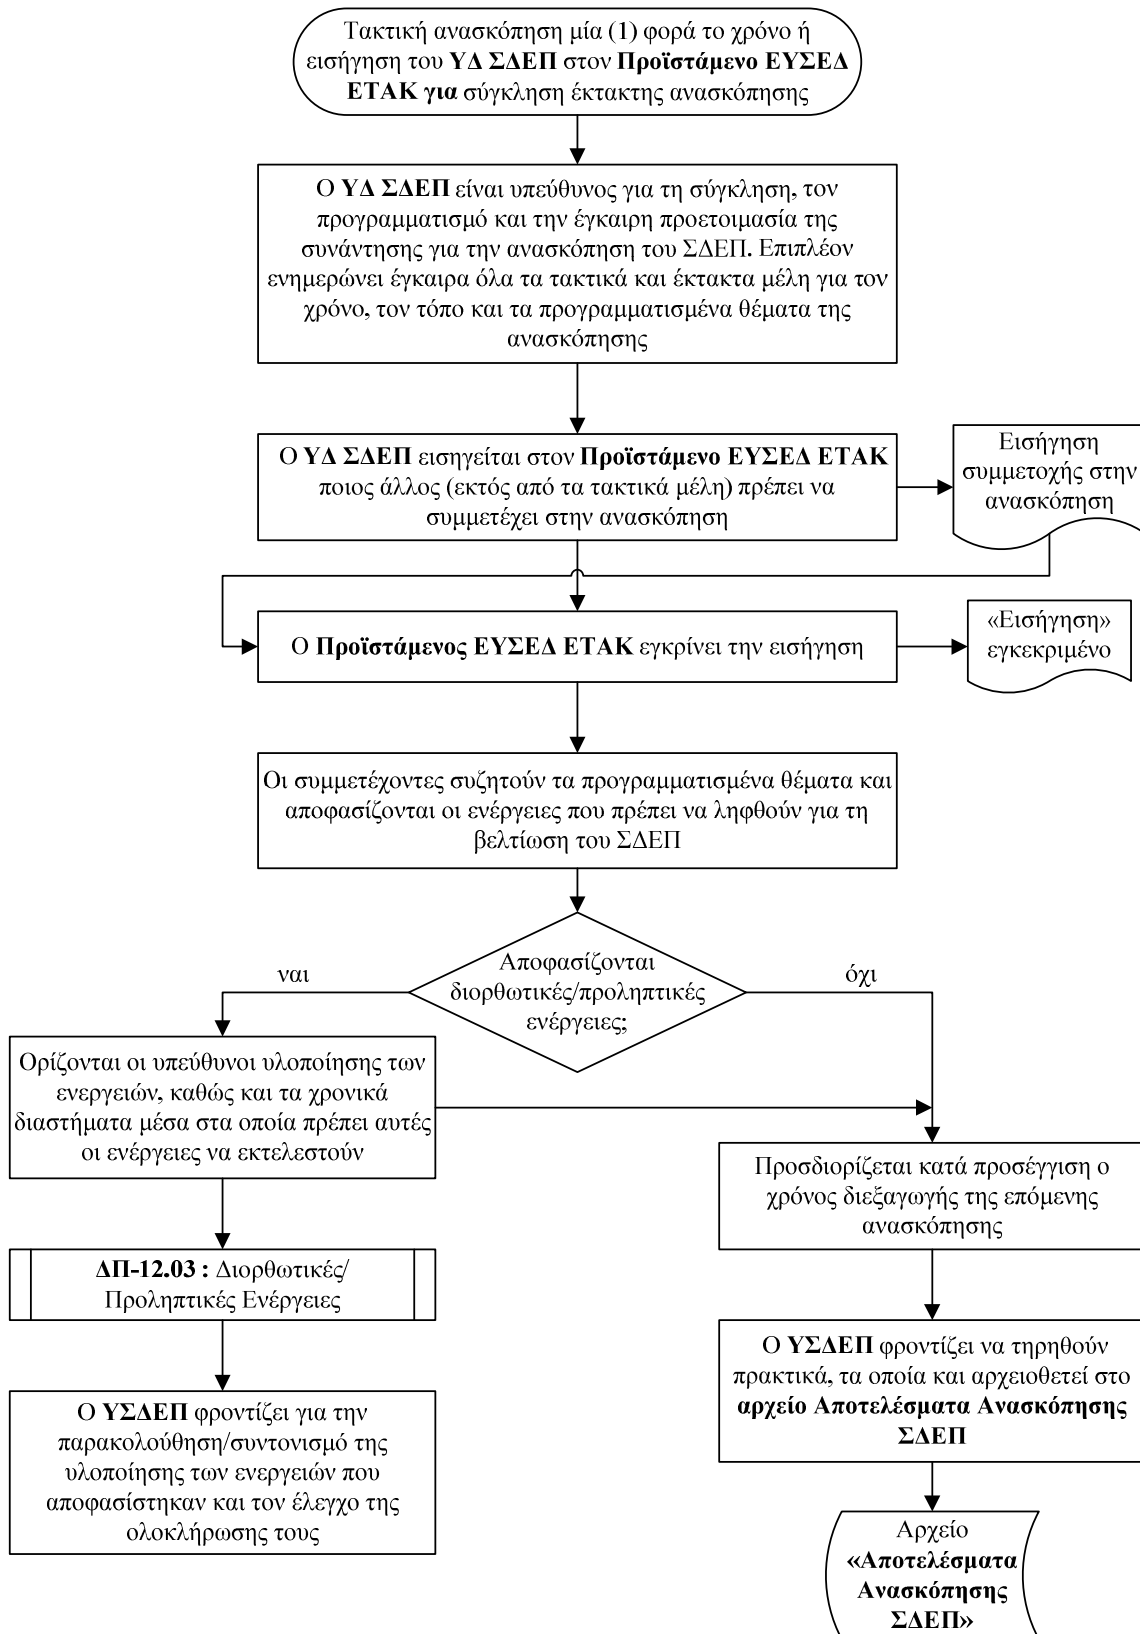 Τακτική ανασκόπηση μία (1) φορά το χρόνο ή
εισήγηση του ΥΔ ΣΔΕΠ στον Προϊστάμενο ΕΥΣΕΔ
ΕΤΑΚ για σύγκληση έκτακτης ανασκόπησης
Ο ΥΔ ΣΔΕΠ είναι υπεύθυνος για τη σύγκληση, τον
προγραμματισμό και την έγκαιρη προετοιμασία της
συνάντησης για την ανασκόπηση του ΣΔΕΠ. Επιπλέον
ενημερώνει έγκαιρα όλα τα τακτικά και έκτακτα μέλη για τον
χρόνο, τον τόπο και τα προγραμματισμένα θέματα της
ανασκόπησης
Ο ΥΔ ΣΔΕΠ εισηγείται στον Προϊστάμενο ΕΥΣΕΔ ΕΤΑΚ
ποιος άλλος (εκτός από τα τακτικά μέλη) πρέπει να
συμμετέχει στην ανασκόπηση
Εισήγηση
συμμετοχής στην
ανασκόπηση
Ο Προϊστάμενος ΕΥΣΕΔ ΕΤΑΚ εγκρίνει την εισήγηση
«Εισήγηση»
εγκεκριμένο
Οι συμμετέχοντες συζητούν τα προγραμματισμένα θέματα και
αποφασίζονται οι ενέργειες που πρέπει να ληφθούν για τη
βελτίωση του ΣΔΕΠ
Αποφασίζονται
διορθωτικές/προληπτικές
ενέργειες;
ναι
όχι
Ορίζονται οι υπεύθυνοι υλοποίησης των
ενεργειών, καθώς και τα χρονικά
διαστήματα μέσα στα οποία πρέπει αυτές
οι ενέργειες να εκτελεστούν
ΔΠ-12.03 : Διορθωτικές/
Προληπτικές Ενέργειες
Ο ΥΣΔΕΠ φροντίζει για την
παρακολούθηση/συντονισμό της
υλοποίησης των ενεργειών που
αποφασίστηκαν και τον έλεγχο της
ολοκλήρωσης τους
Προσδιορίζεται κατά προσέγγιση ο
χρόνος διεξαγωγής της επόμενης
ανασκόπησης
Ο ΥΣΔΕΠ φροντίζει να τηρηθούν
πρακτικά, τα οποία και αρχειοθετεί στο
αρχείο Αποτελέσματα Ανασκόπησης
ΣΔΕΠ
Αρχείο
«Αποτελέσματα
Ανασκόπησης
ΣΔΕΠ»